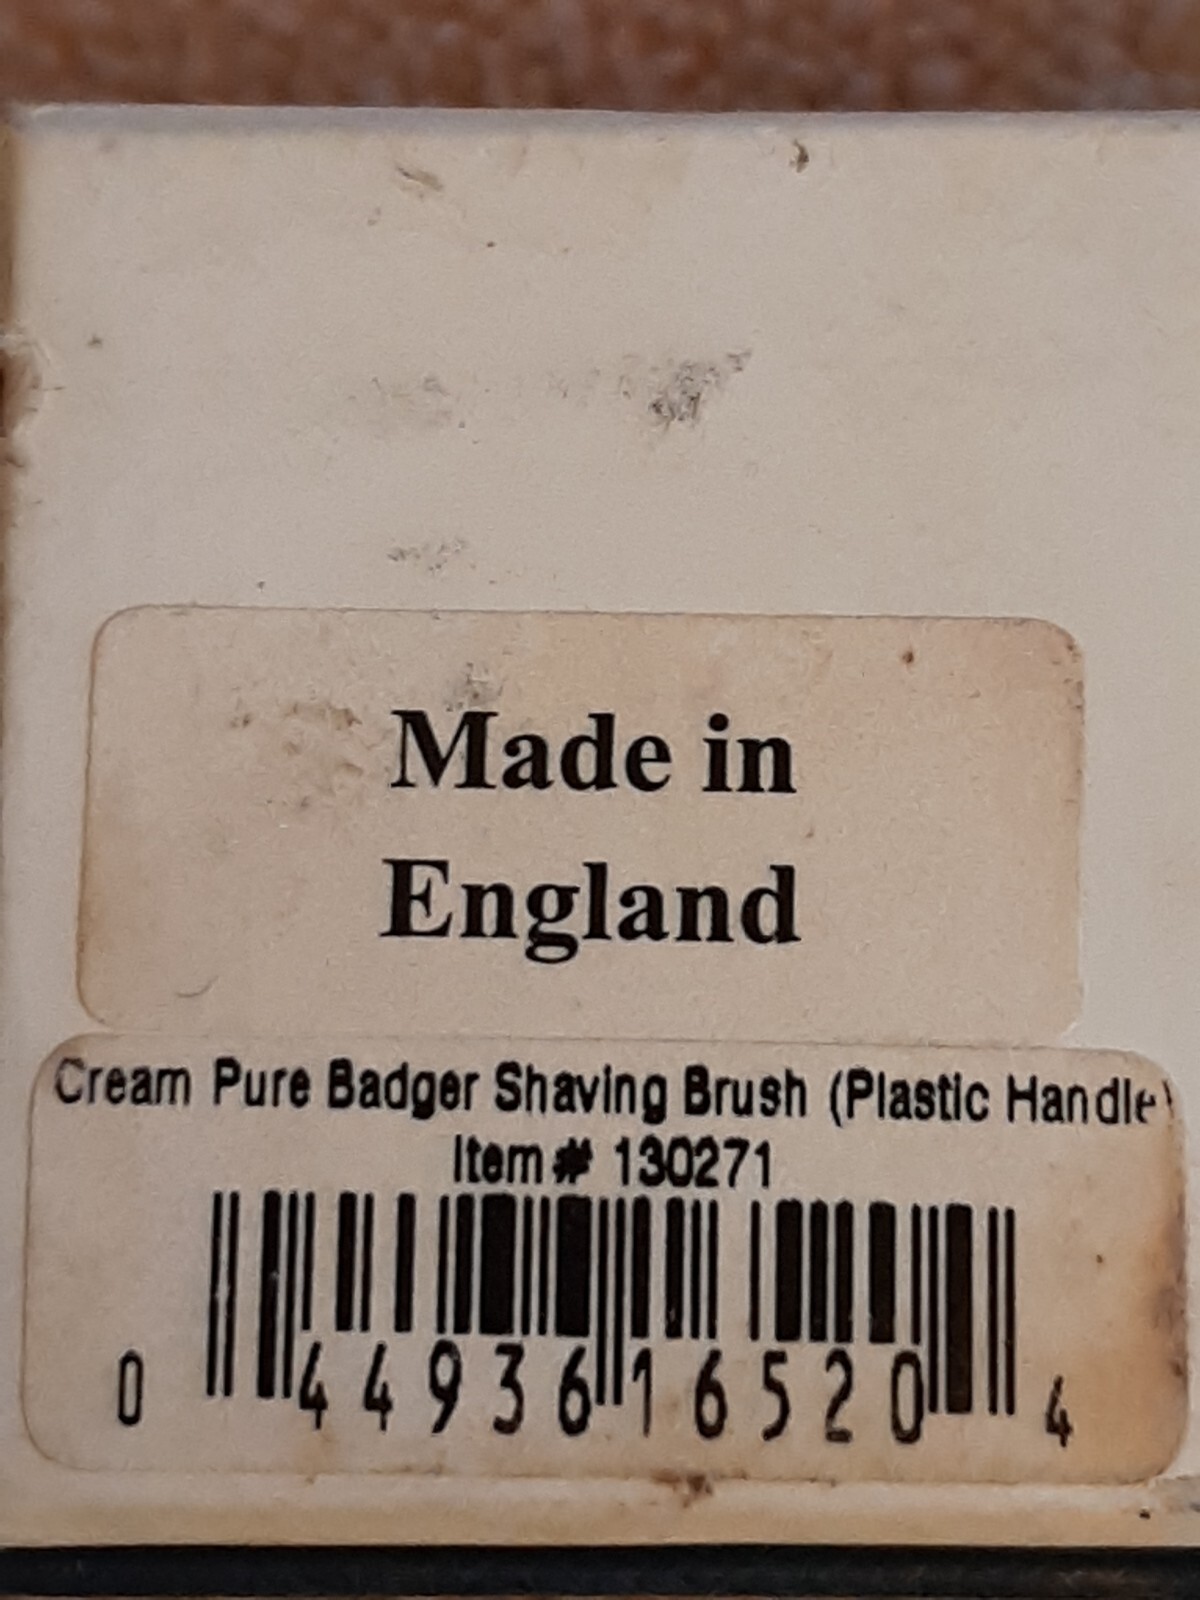 Made in
England
Cream Pure Badger Shaving Brush (Plastic Handle)
Item# 130271
0 44936 16520 4